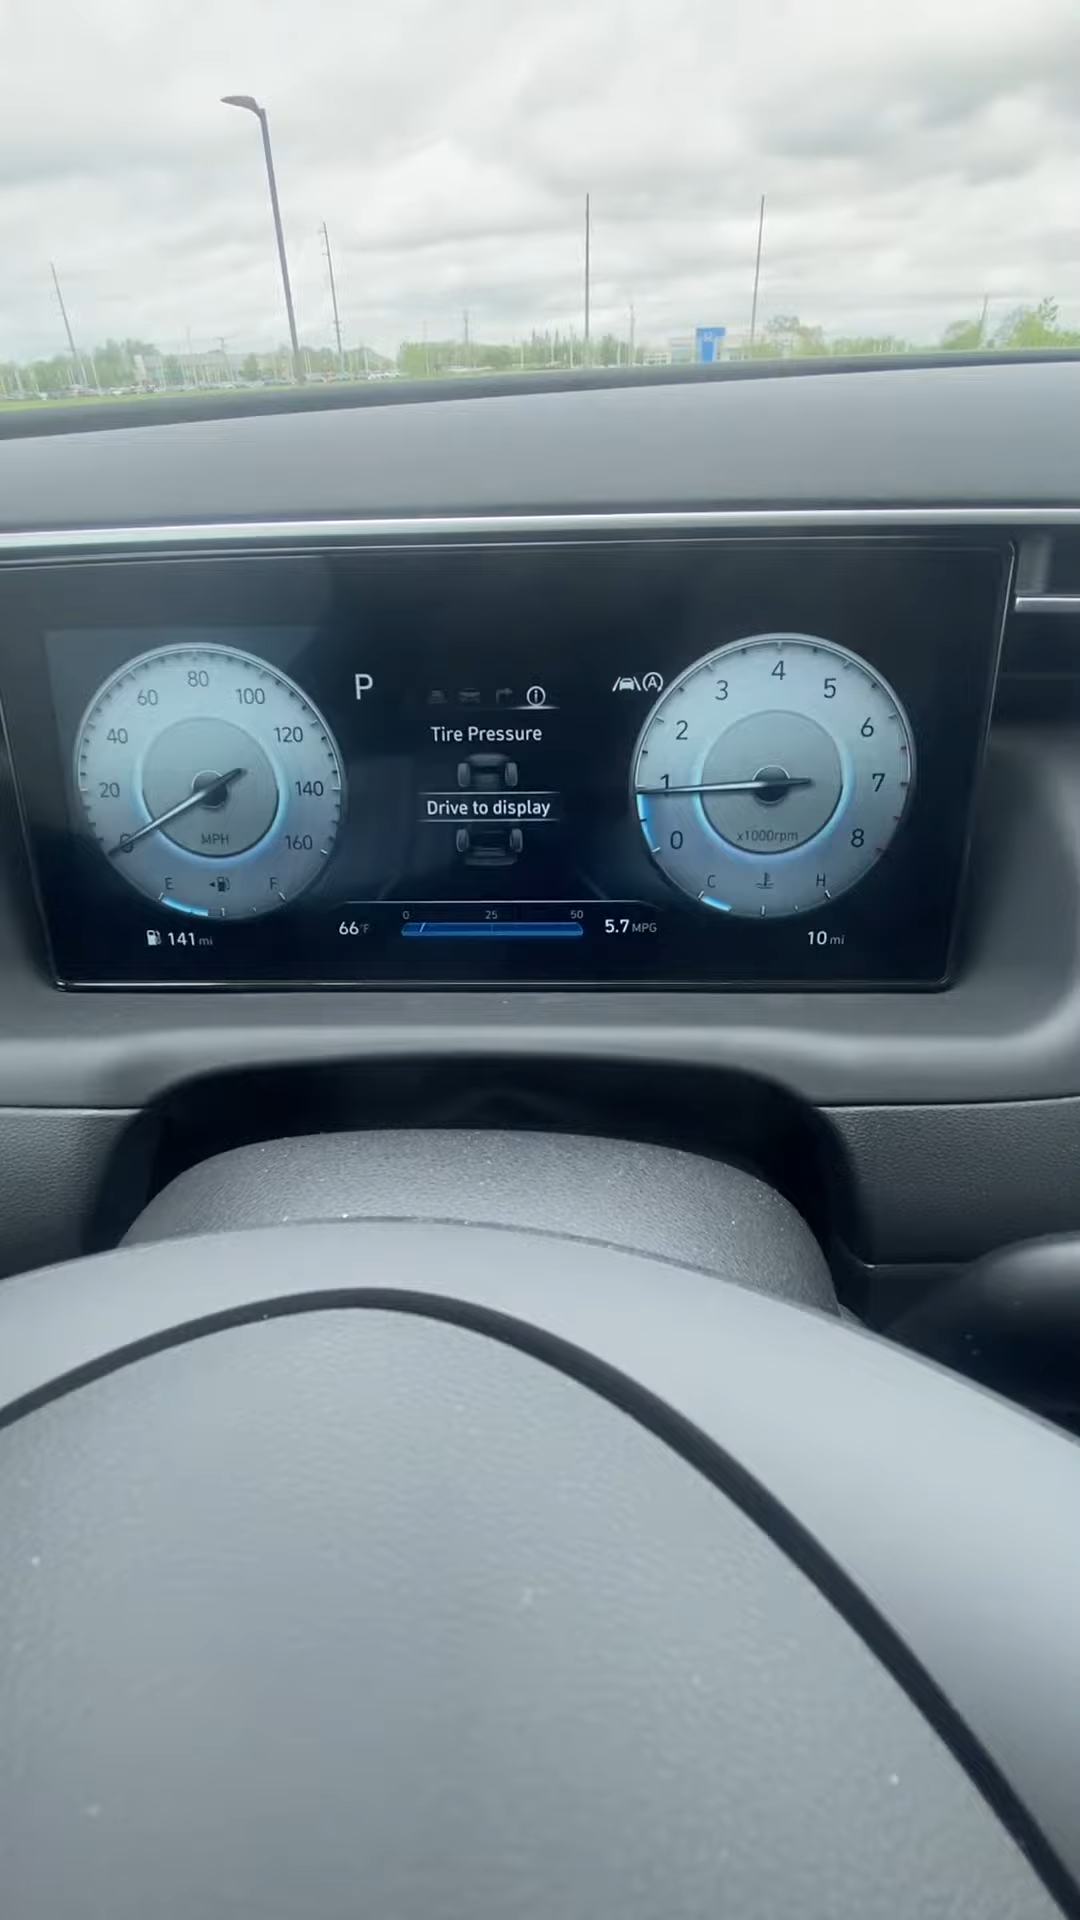 P
Tire Pressure
Drive to display
0 20 40 60 80 100 120 140 160
MPH
E F
141 mi
66°F
0 25 50
5.7 MPG
A
0 1 2 3 4 5 6 7 8
x1000rpm
C H
10 mi